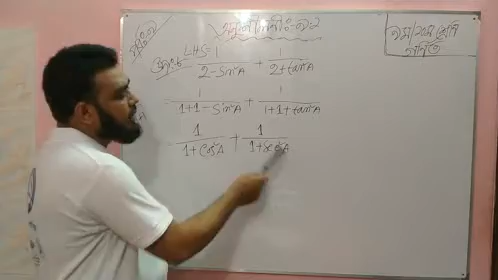 অনুশীলনীঃ ৯.১
৯ম/১০ম শ্রেণি
গণিত
LHS = 1/(2-Sin²A) + 1/(2+tan²A)
= 1/(1+1-Sin²A) + 1/(1+1+tan²A)
= 1/(1+Cos²A) + 1/(1+Sec²A)